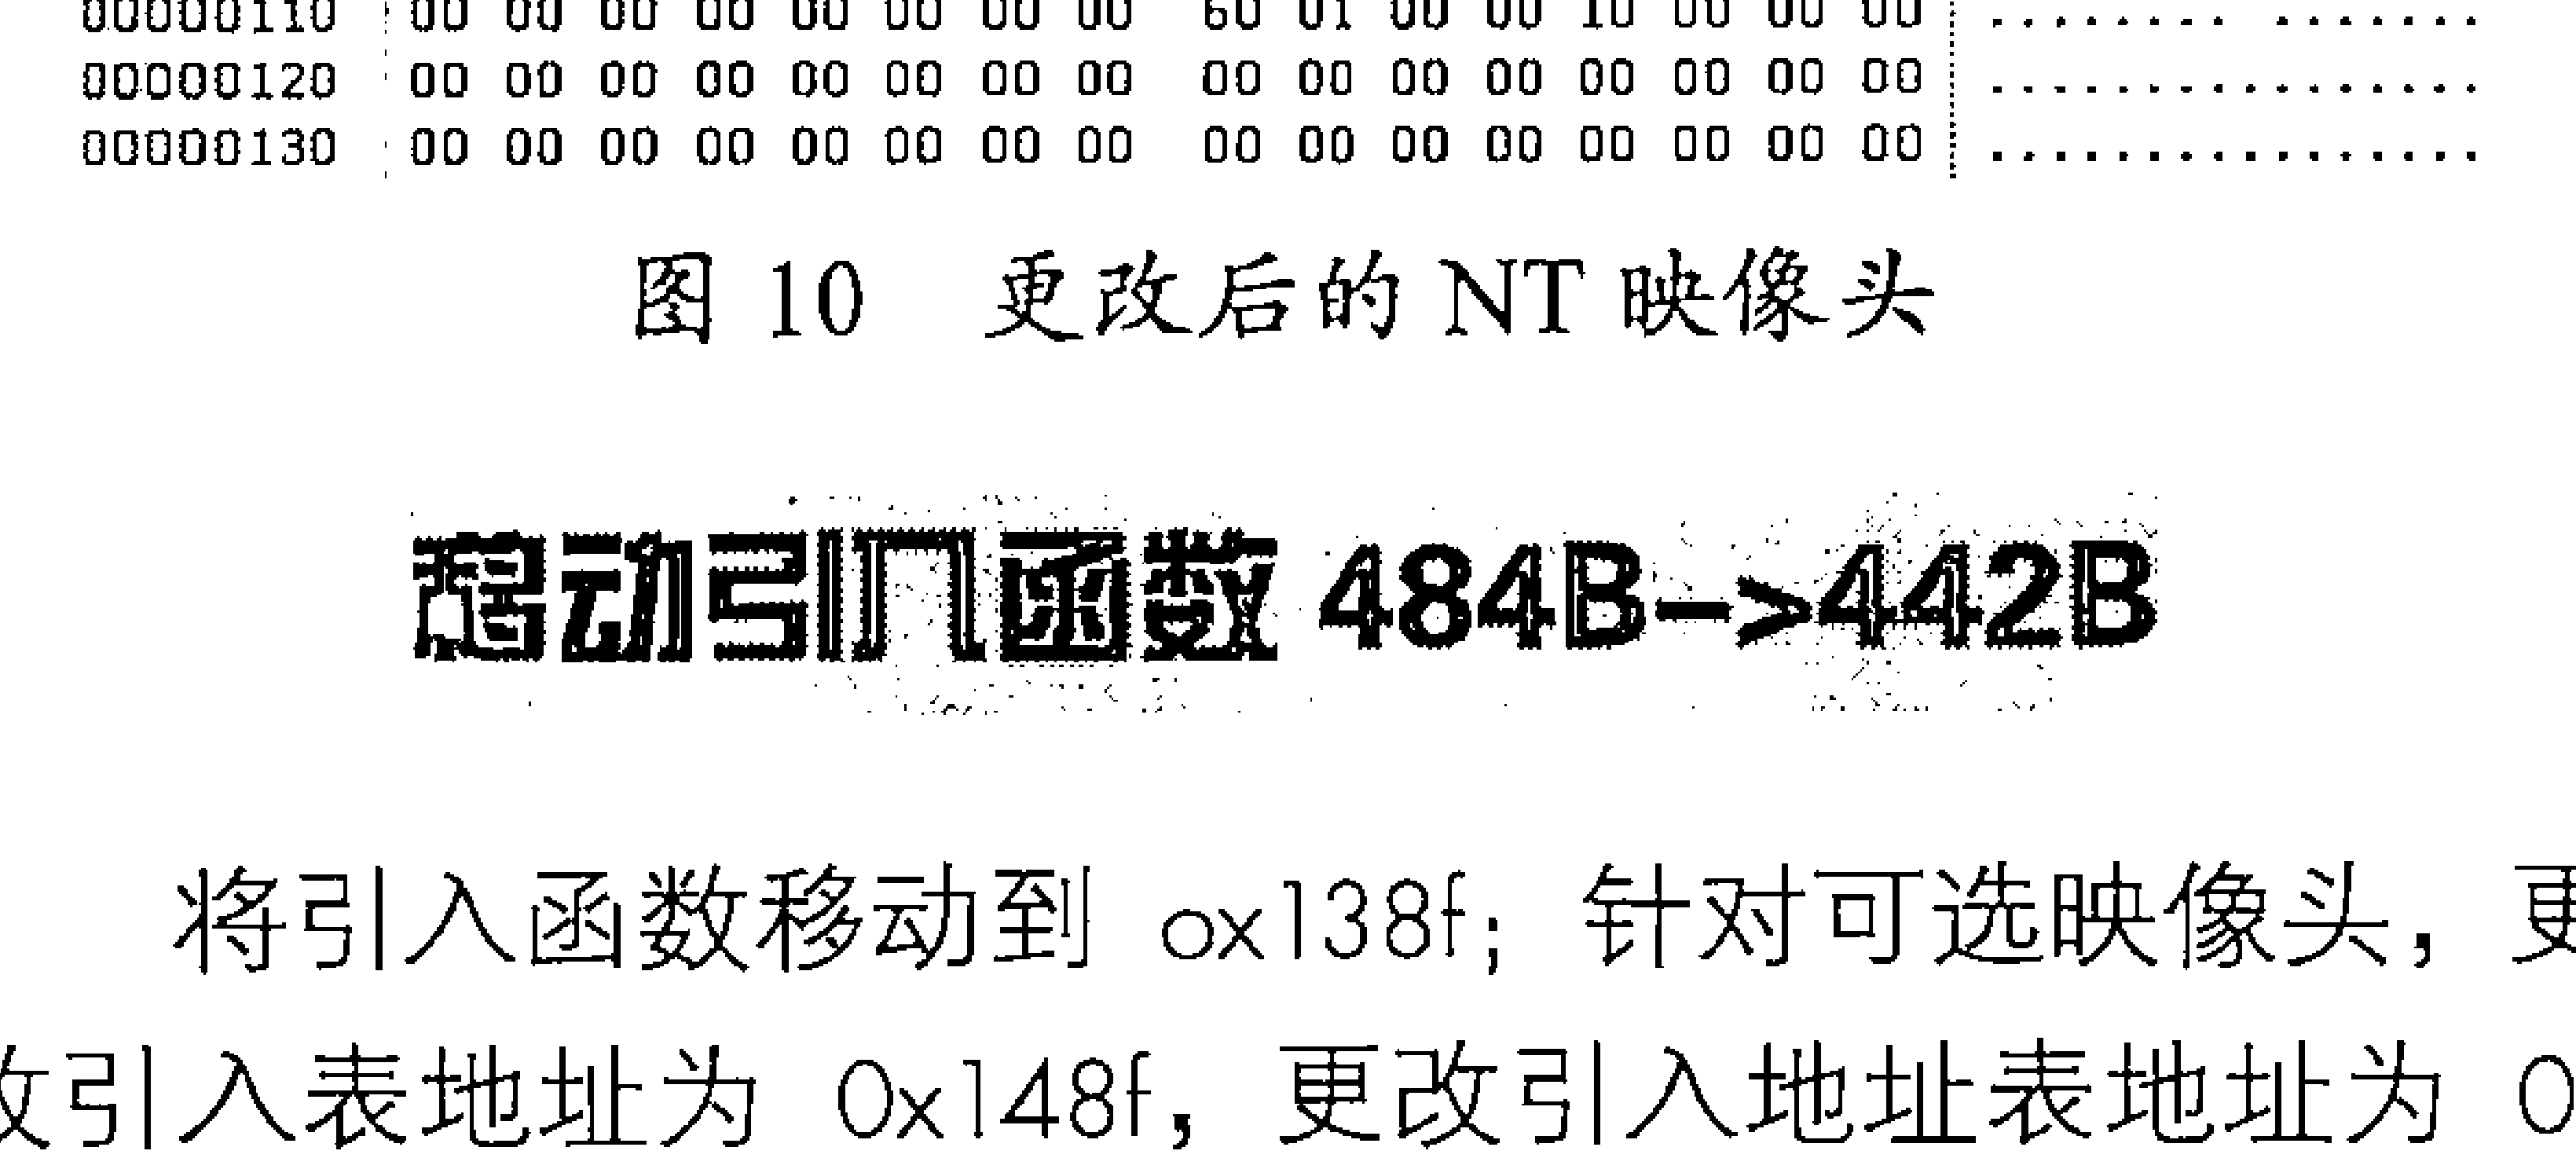 00000110 00 00 00 00 00 00 00 00 60 01 00 00 10 00 00 00 ........ .......
00000120 00 00 00 00 00 00 00 00 00 00 00 00 00 00 00 00 ................
00000130 00 00 00 00 00 00 00 00 00 00 00 00 00 00 00 00 ................
图 10 更改后的 NT 映像头
移动引入函数 484B->442B
将引入函数移动到 ox138f; 针对可选映像头，更
改引入表地址为 0x148f，更改引入地址表地址为 0